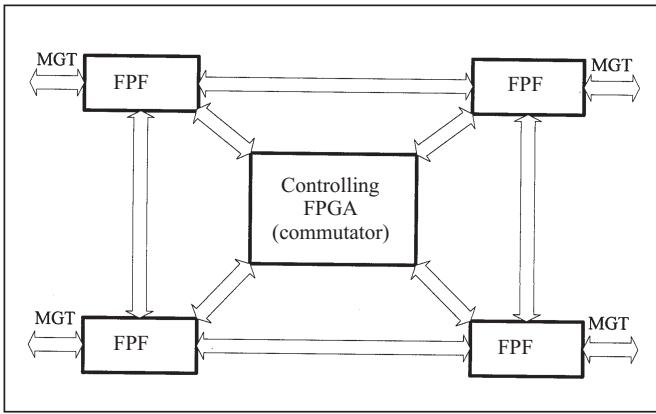 MGT
FPF
FPF
MGT
Controlling
FPGA
(commutator)
MGT
FPF
FPF
MGT